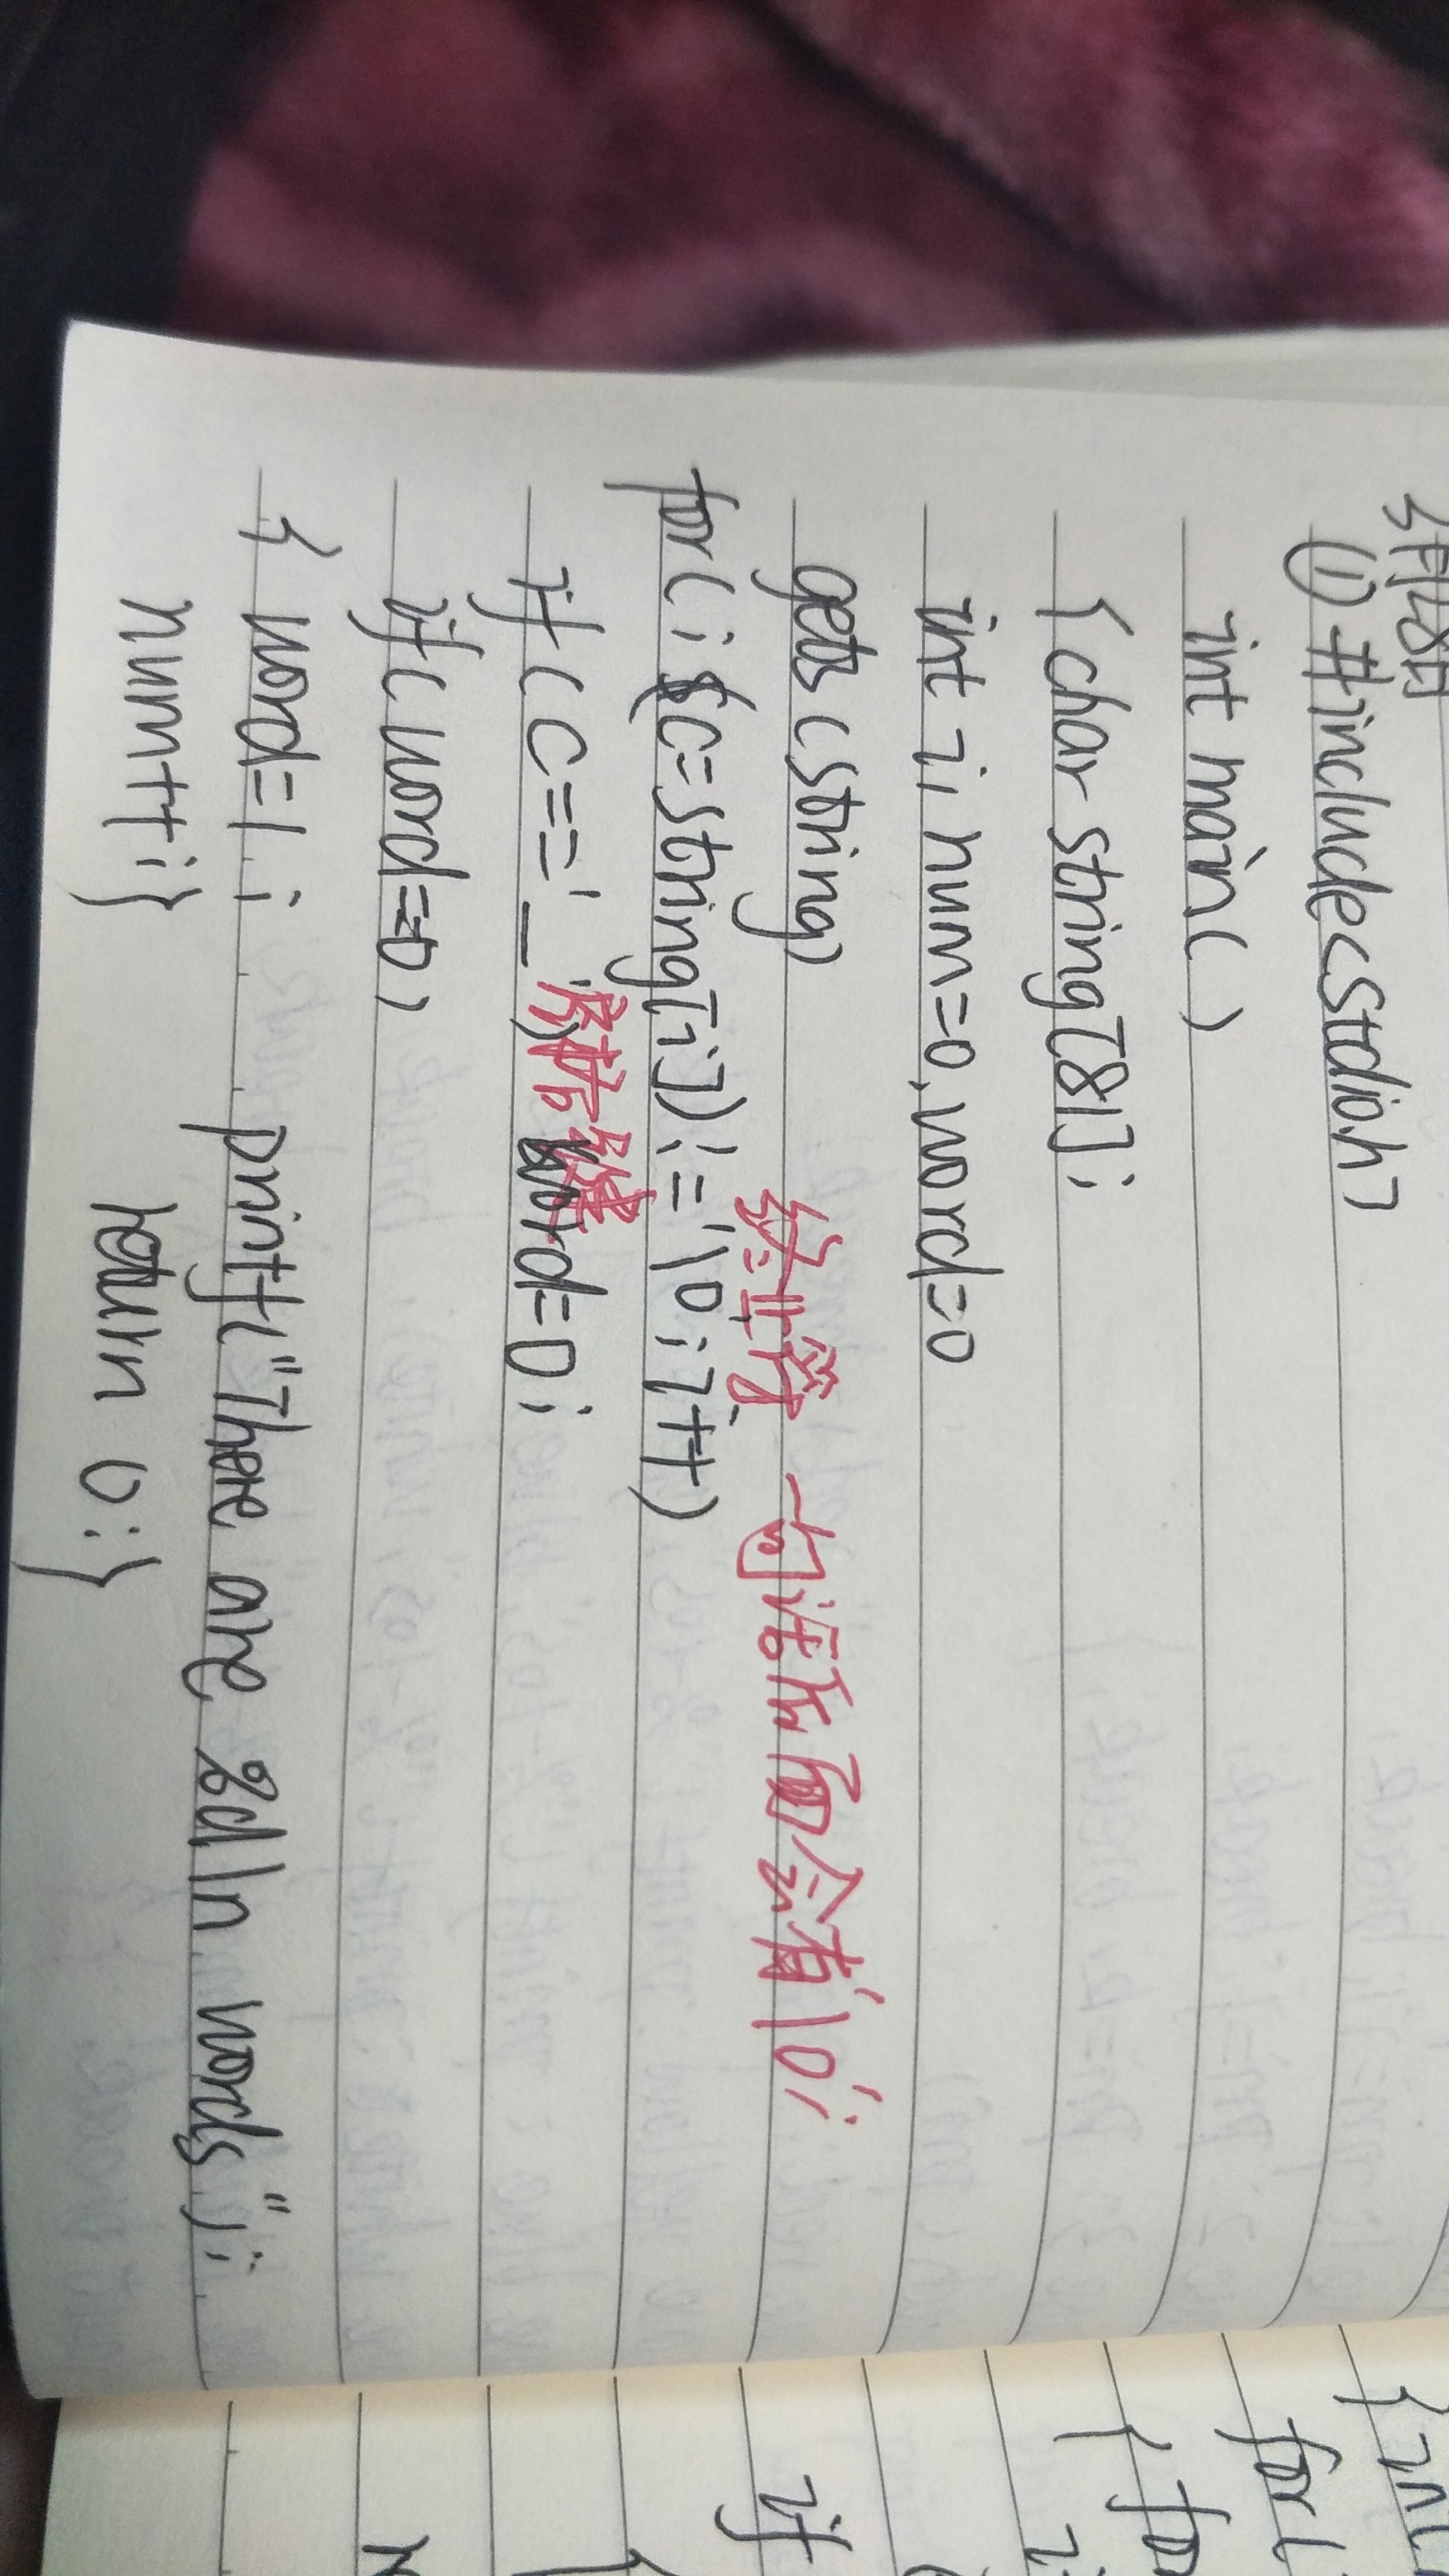 3月28日
① #include<stdio.h>
int main( )
{char string[81];
int i, num=0,word=0
gets(string)
终止符 一句话后面会有'\0';
for(i;(c=string[i])!='\0';i++)
if(c=='_') 空格键 word=0;
if(word==0)
{ word=1;
num++;}
printf("There are %d\n words");
return 0;}
{int
for(
for
if